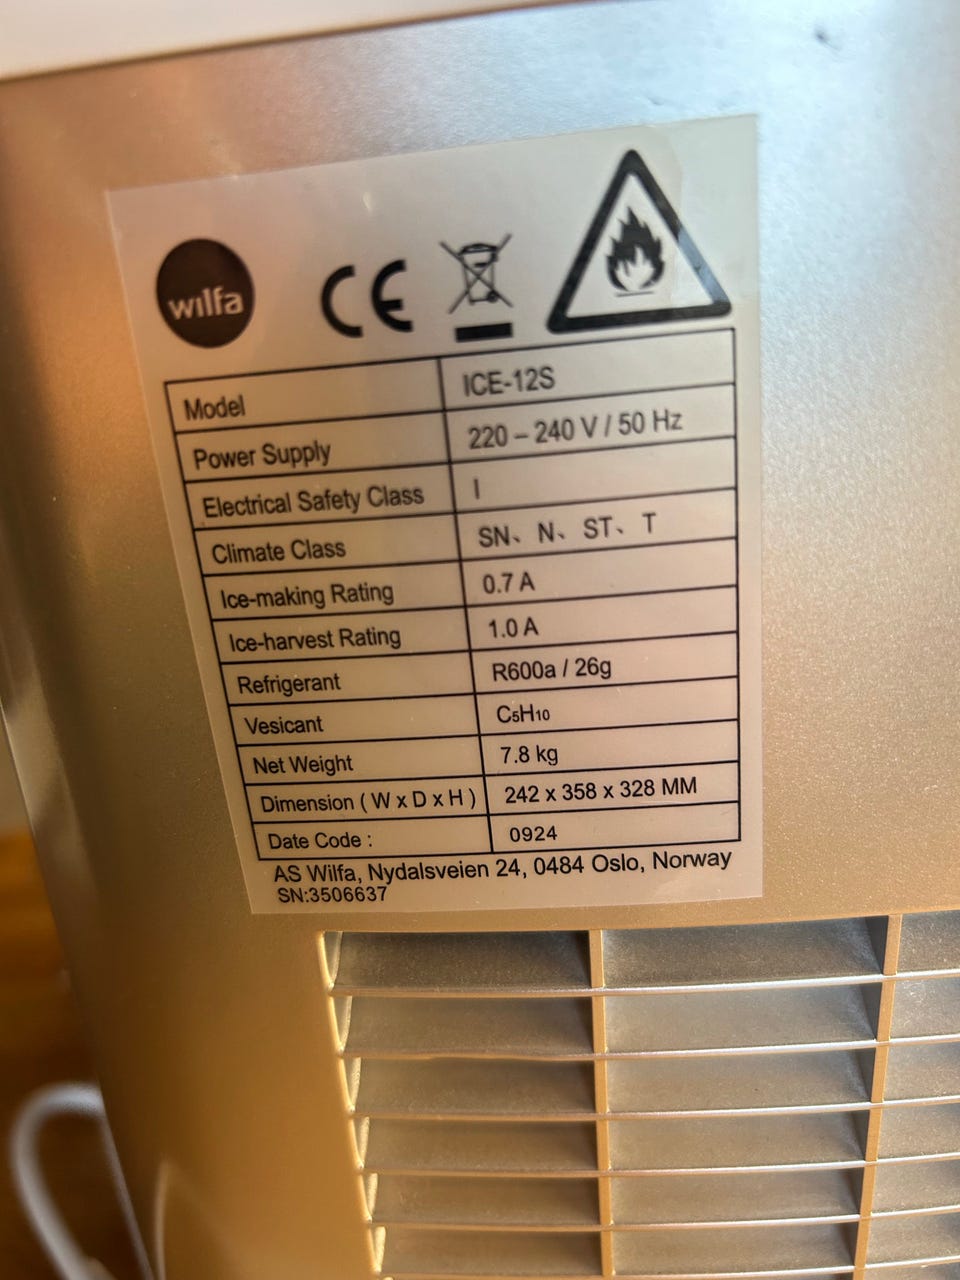 wilfa
CE
Model ICE-12S
Power Supply 220 – 240 V / 50 Hz
Electrical Safety Class I
Climate Class SN、 N、 ST、 T
Ice-making Rating 0.7 A
Ice-harvest Rating 1.0 A
Refrigerant R600a / 26g
Vesicant C₅H₁₀
Net Weight 7.8 kg
Dimension ( W x D x H ) 242 x 358 x 328 MM
Date Code : 0924
AS Wilfa, Nydalsveien 24, 0484 Oslo, Norway
SN:3506637